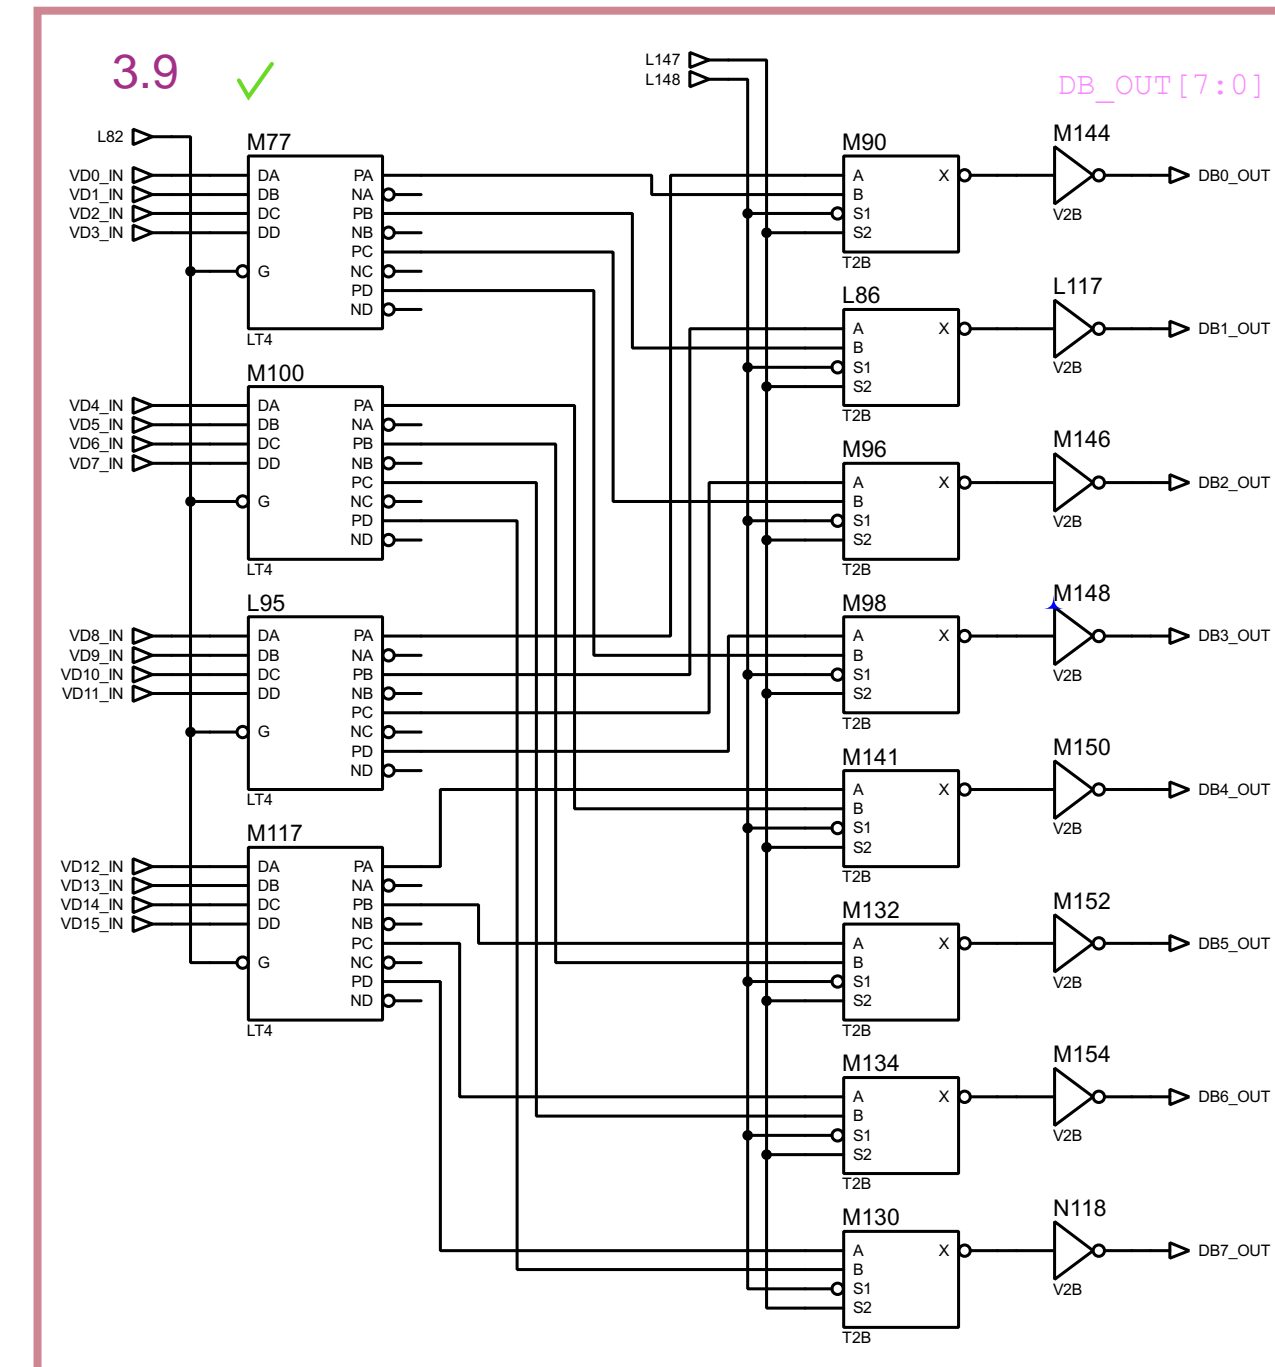 3.9
DB_OUT[7:0]
L147
L148
L82
VD0_IN
VD1_IN
VD2_IN
VD3_IN
M77
DA PA
DB NA
DC PB
DD NB
PC
G NC
PD
ND
LT4
VD4_IN
VD5_IN
VD6_IN
VD7_IN
M100
DA PA
DB NA
DC PB
DD NB
PC
G NC
PD
ND
LT4
VD8_IN
VD9_IN
VD10_IN
VD11_IN
L95
DA PA
DB NA
DC PB
DD NB
PC
G NC
PD
ND
LT4
VD12_IN
VD13_IN
VD14_IN
VD15_IN
M117
DA PA
DB NA
DC PB
DD NB
PC
G NC
PD
ND
LT4
M90
A X
B
S1
S2
T2B
M144
V2B
DB0_OUT
L86
A X
B
S1
S2
T2B
L117
V2B
DB1_OUT
M96
A X
B
S1
S2
T2B
M146
V2B
DB2_OUT
M98
A X
B
S1
S2
T2B
M148
V2B
DB3_OUT
M141
A X
B
S1
S2
T2B
M150
V2B
DB4_OUT
M132
A X
B
S1
S2
T2B
M152
V2B
DB5_OUT
M134
A X
B
S1
S2
T2B
M154
V2B
DB6_OUT
M130
A X
B
S1
S2
T2B
N118
V2B
DB7_OUT